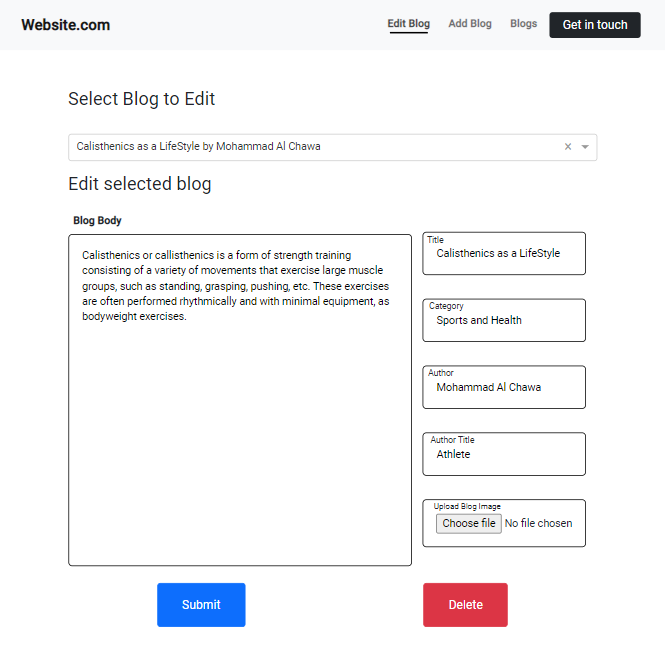 Website.com
Edit Blog
Add Blog
Blogs
Get in touch
Select Blog to Edit
Calisthenics as a LifeStyle by Mohammad Al Chawa
Edit selected blog
Blog Body
Calisthenics or callisthenics is a form of strength training
consisting of a variety of movements that exercise large muscle
groups, such as standing, grasping, pushing, etc. These exercises
are often performed rhythmically and with minimal equipment, as
bodyweight exercises.
Title
Calisthenics as a LifeStyle
Category
Sports and Health
Author
Mohammad Al Chawa
Author Title
Athlete
Upload Blog Image
Choose file No file chosen
Submit
Delete